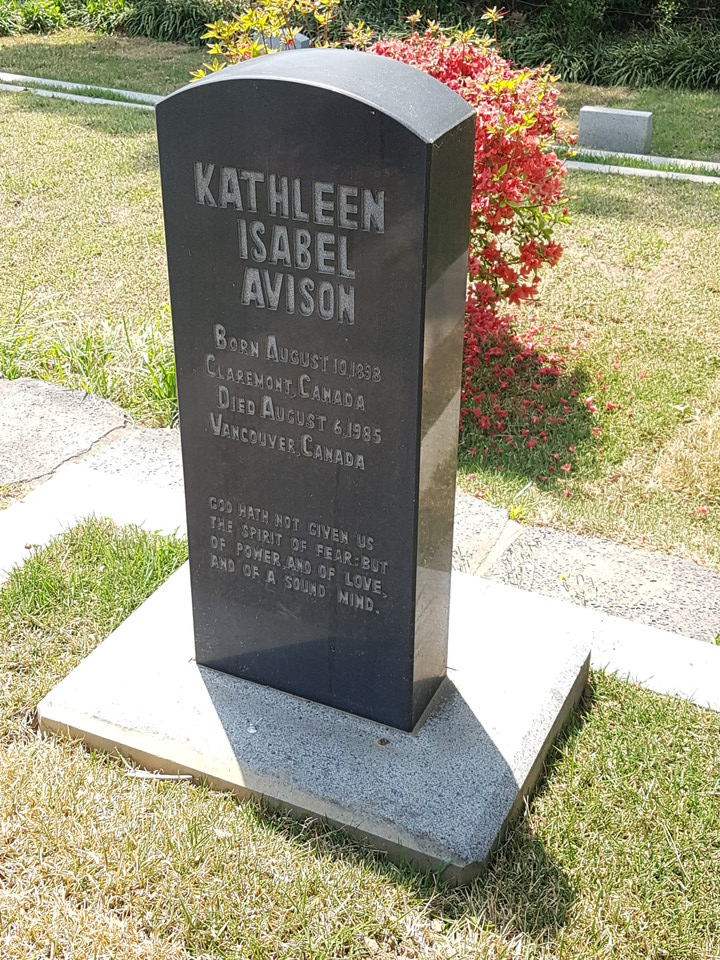 KATHLEEN
ISABEL
AVISON
BORN AUGUST 10,1898
CLAREMONT, CANADA
DIED AUGUST 6,1985
VANCOUVER, CANADA
GOD HATH NOT GIVEN US
THE SPIRIT OF FEAR: BUT
OF POWER, AND OF LOVE,
AND OF A SOUND MIND.